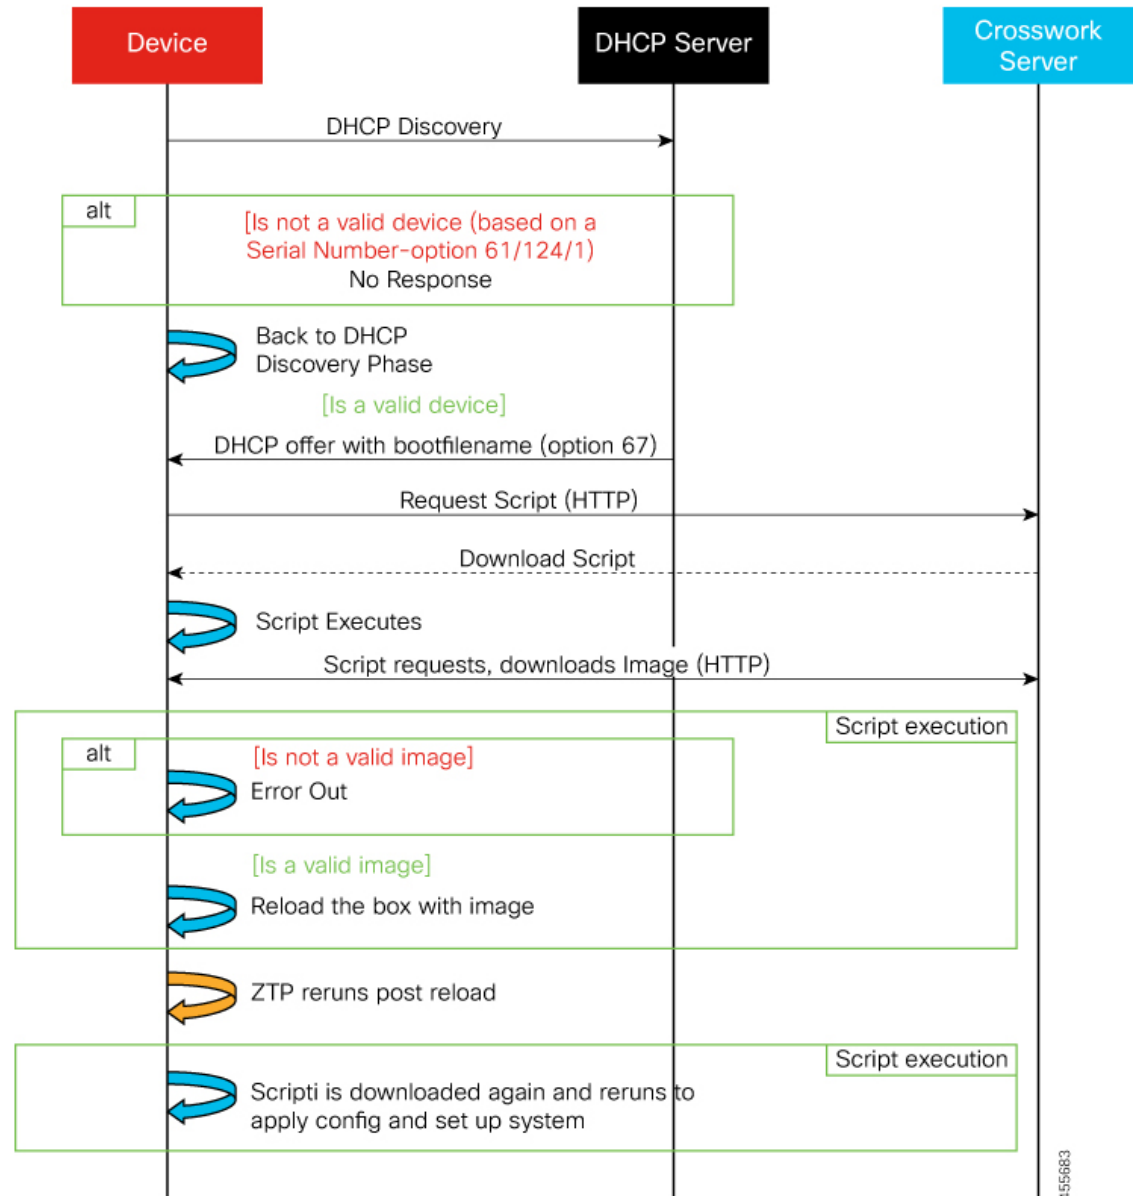 Device
DHCP Server
Crosswork
Server
DHCP Discovery
alt
[Is not a valid device (based on a
Serial Number-option 61/124/1)
No Response
Back to DHCP
Discovery Phase
[Is a valid device]
DHCP offer with bootfilename (option 67)
Request Script (HTTP)
Download Script
Script Executes
Script requests, downloads Image (HTTP)
Script execution
alt
[Is not a valid image]
Error Out
[Is a valid image]
Reload the box with image
ZTP reruns post reload
Script execution
Scripti is downloaded again and reruns to
apply config and set up system
455683